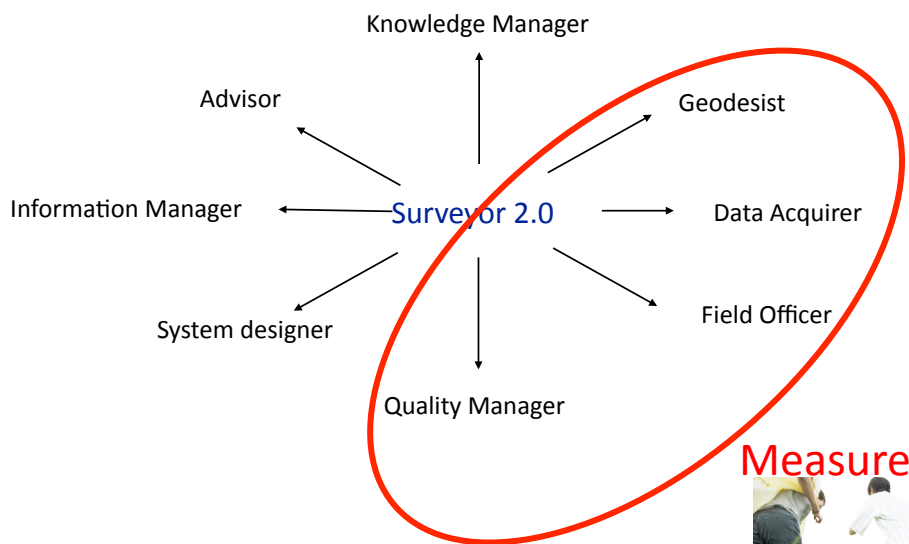 Knowledge Manager
Advisor
Geodesist
Information Manager
Surveyor 2.0
Data Acquirer
System designer
Field Officer
Quality Manager
Measure